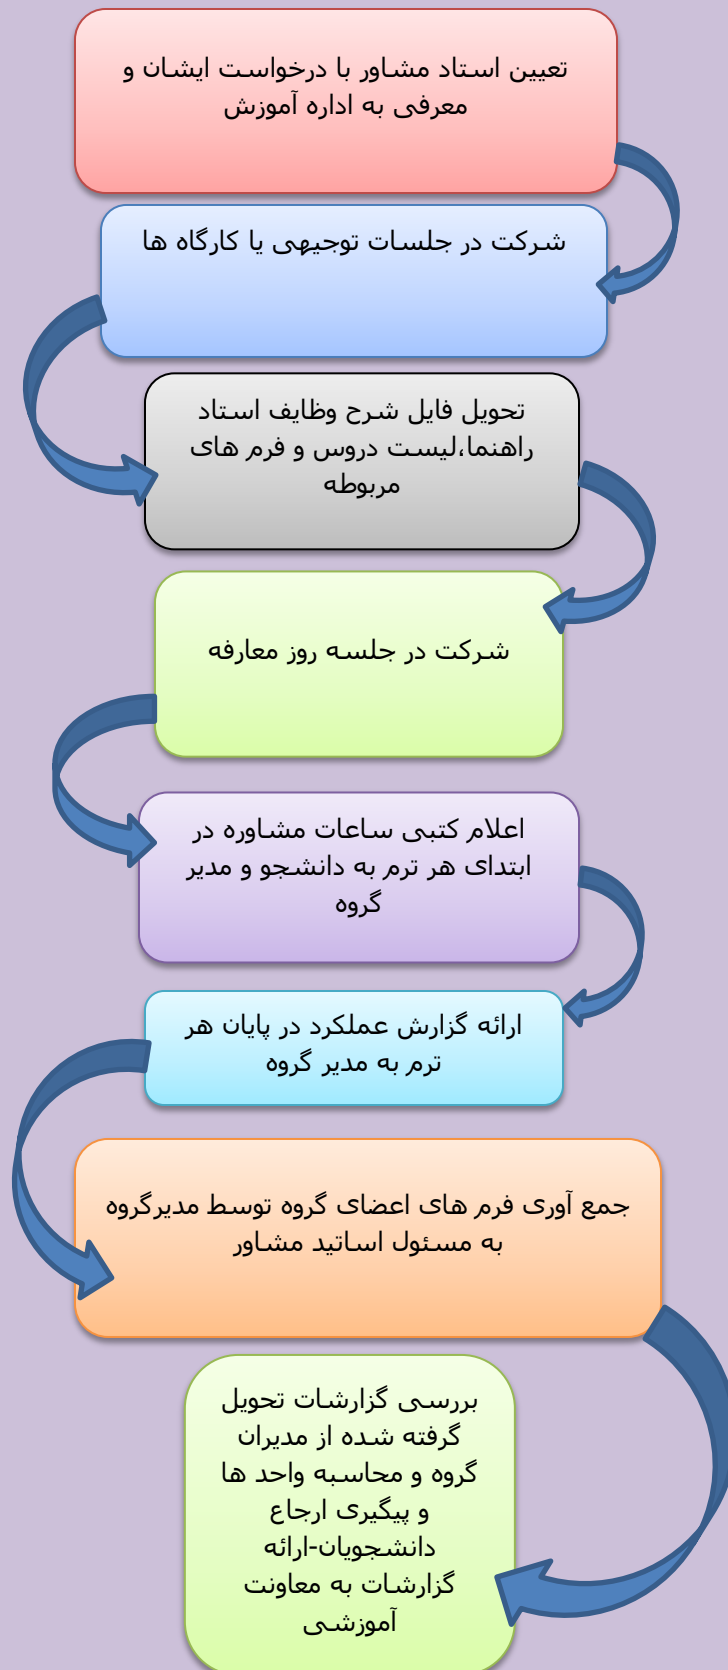 تعیین استاد مشاور با درخواست ایشان و
معرفی به اداره آموزش
شرکت در جلسات توجیهی یا کارگاه ها
تحویل فایل شرح وظایف استاد
راهنما،لیست دروس و فرم های
مربوطه
شرکت در جلسه روز معارفه
اعلام کتبی ساعات مشاوره در
ابتدای هر ترم به دانشجو و مدیر
گروه
ارائه گزارش عملکرد در پایان هر
ترم به مدیر گروه
جمع آوری فرم های اعضای گروه توسط مدیرگروه
به مسئول اساتید مشاور
بررسی گزارشات تحویل
گرفته شده از مدیران
گروه و محاسبه واحد ها
و پیگیری ارجاع
دانشجویان-ارائه
گزارشات به معاونت
آموزشی